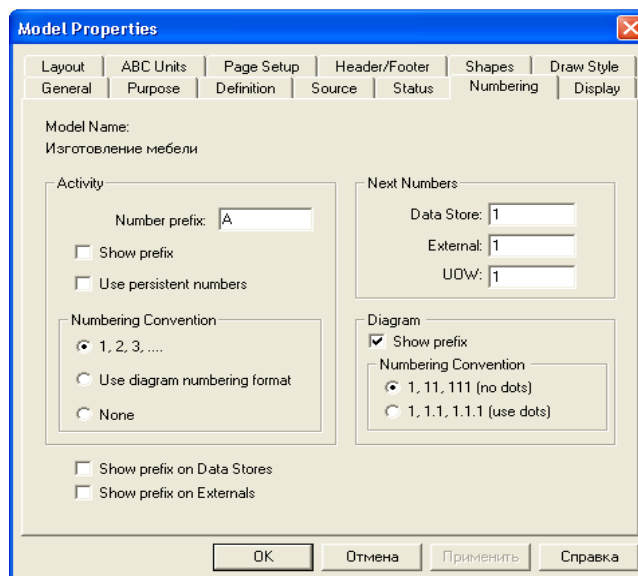 Model Properties
Layout ABC Units Page Setup Header/Footer Shapes Draw Style
General Purpose Definition Source Status Numbering Display
Model Name:
Изготовление мебели
Activity
Number prefix: A
Show prefix
Use persistent numbers
Numbering Convention
1, 2, 3, ....
Use diagram numbering format
None
Show prefix on Data Stores
Show prefix on Externals
Next Numbers
Data Store: 1
External: 1
UOW: 1
Diagram
Show prefix
Numbering Convention
1, 11, 111 (no dots)
1, 1.1, 1.1.1 (use dots)
OK Отмена Применить Справка